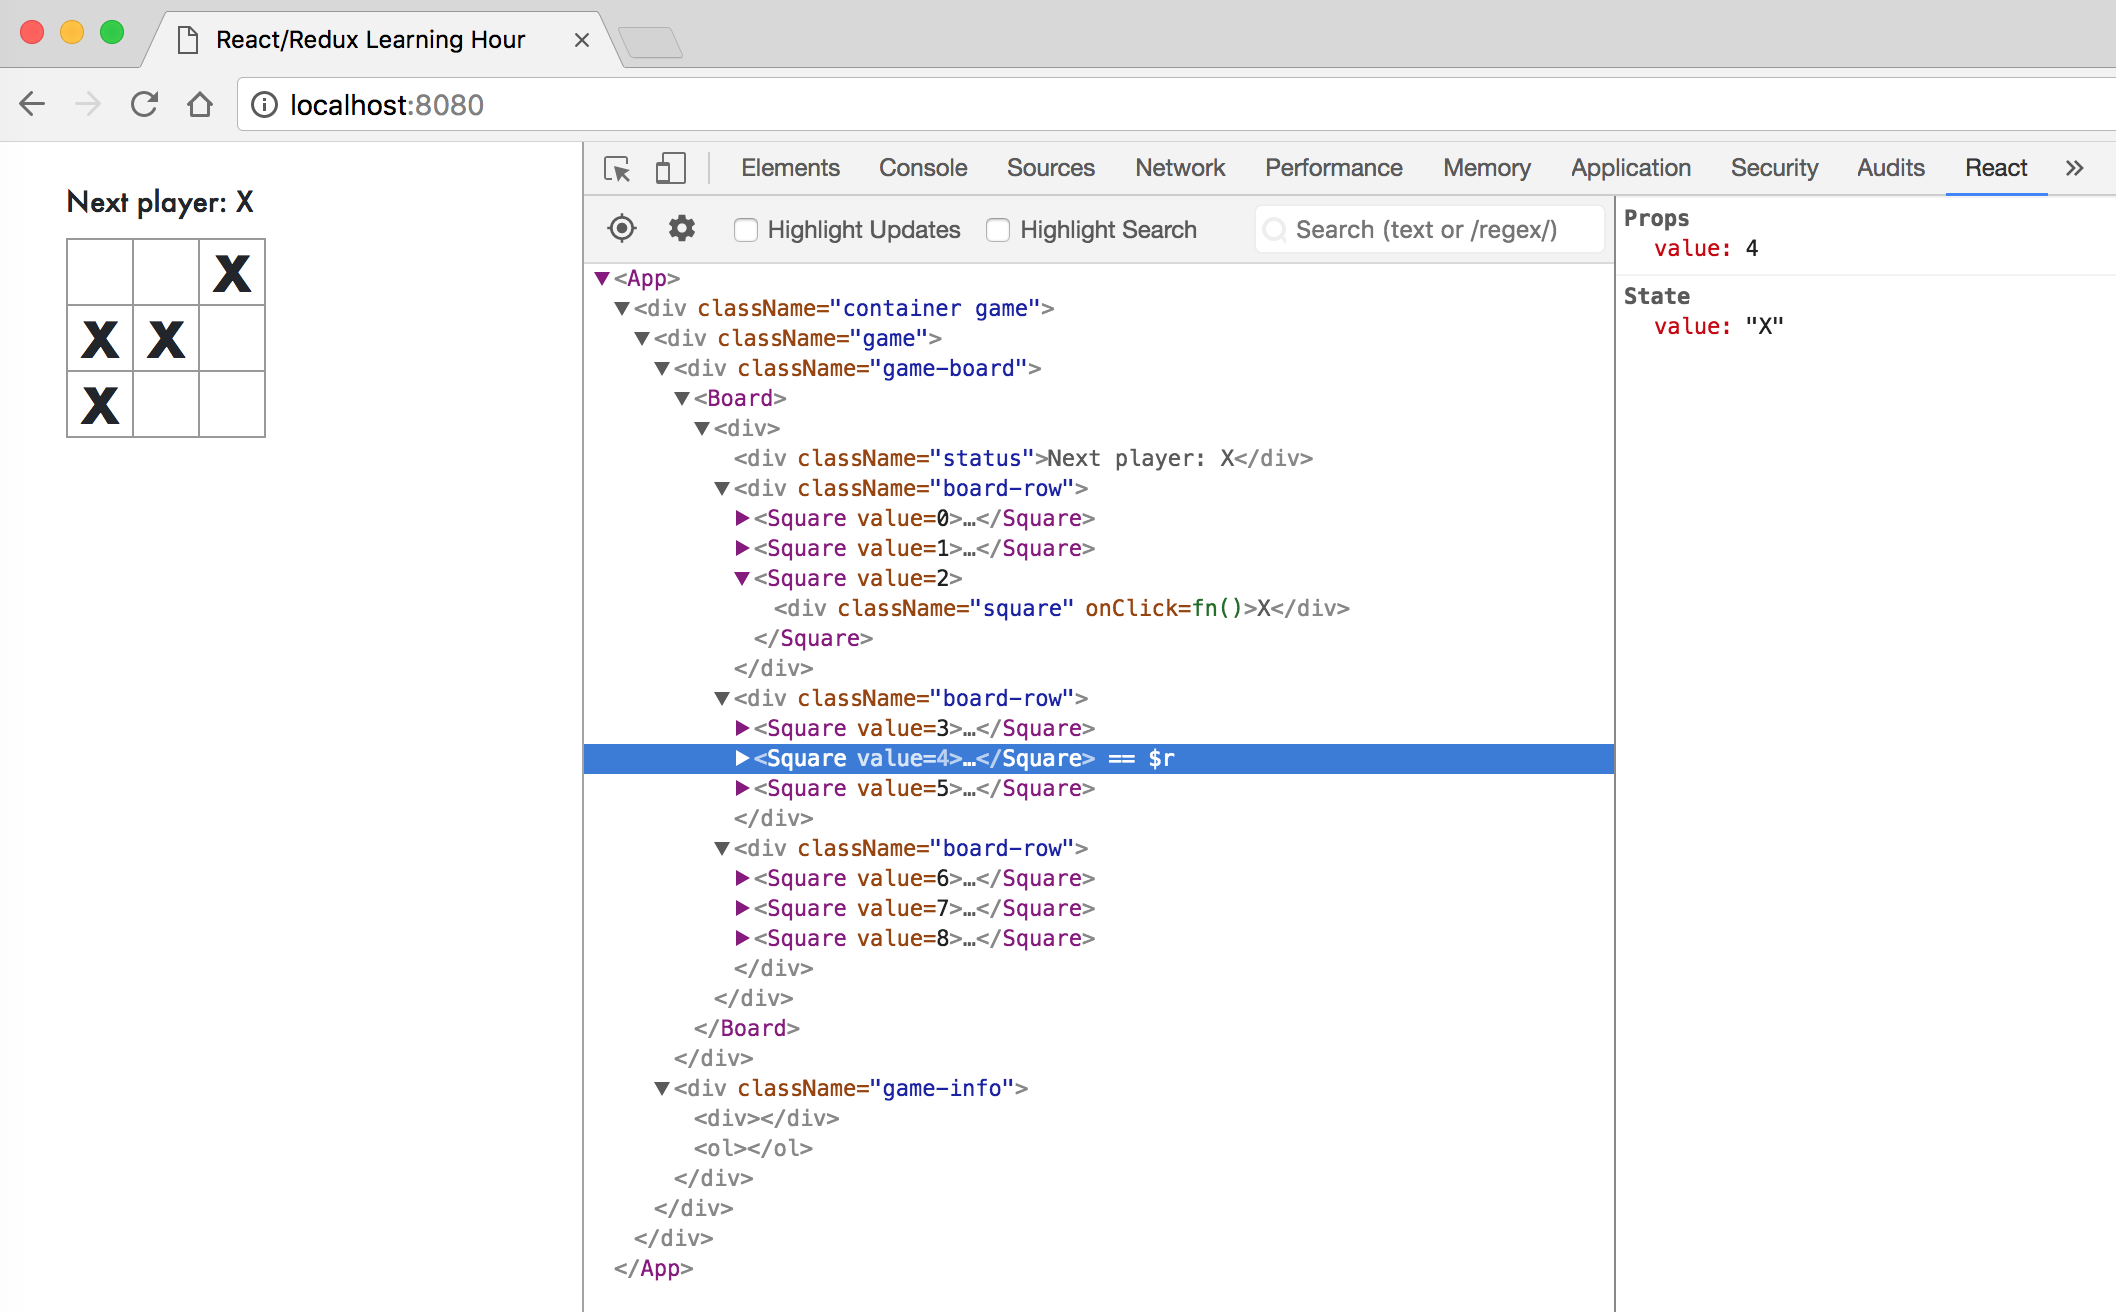 React/Redux Learning Hour
localhost:8080
Elements Console Sources Network Performance Memory Application Security Audits React »
Highlight Updates Highlight Search Search (text or /regex/)
Next player: X
X
X X
X
<App>
<div className="container game">
<div className="game">
<div className="game-board">
<Board>
<div>
<div className="status">Next player: X</div>
<div className="board-row">
<Square value=0>…</Square>
<Square value=1>…</Square>
<Square value=2>
<div className="square" onClick=fn()>X</div>
</Square>
</div>
<div className="board-row">
<Square value=3>…</Square>
<Square value=4>…</Square> == $r
<Square value=5>…</Square>
</div>
<div className="board-row">
<Square value=6>…</Square>
<Square value=7>…</Square>
<Square value=8>…</Square>
</div>
</div>
</Board>
</div>
<div className="game-info">
<div></div>
<ol></ol>
</div>
</div>
</div>
</App>
Props
value: 4
State
value: "X"